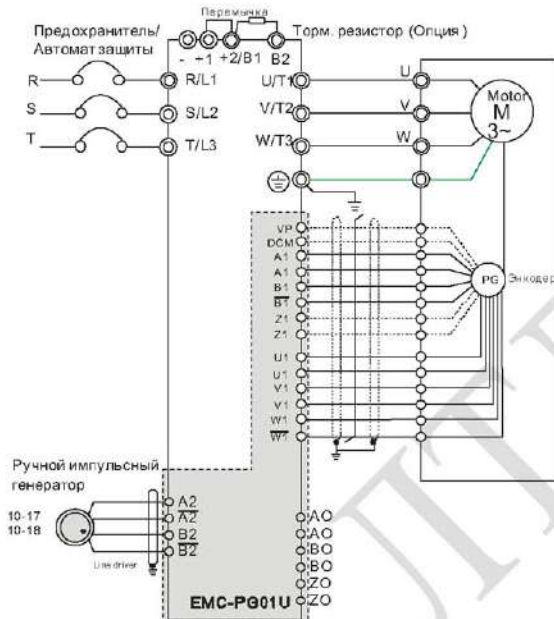 Предохранитель/
Автомат защиты
Перемычка
Торм. резистор (Опция )
- +1 +2/B1 B2
R R/L1 U/T1 U
S S/L2 V/T2 V
T T/L3 W/T3 W
Motor
M
3~
VP
DCM
A1
A1
B1
B1
Z1
Z1
U1
U1
V1
V1
W1
W1
PG Энкодер
Ручной импульсный
генератор
10-17
10-18
A2
A2
B2
B2
Line driver
AO
AO
BO
BO
ZO
ZO
EMC-PG01U